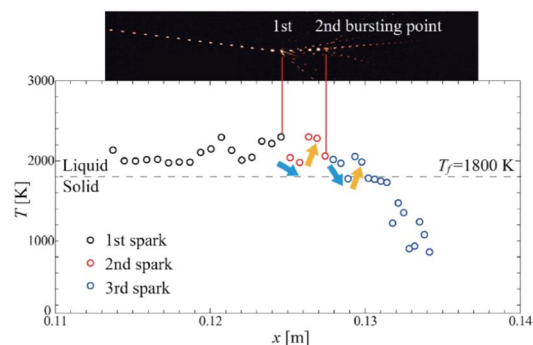 1st 2nd bursting point
3000
2000
1000
0
T [K]
Liquid
Solid
T_f=1800 K
1st spark
2nd spark
3rd spark
0.11 0.12 0.13 0.14
x [m]